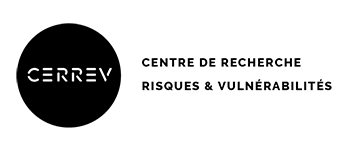 CERREV
CENTRE DE RECHERCHE
RISQUES & VULNÉRABILITÉS